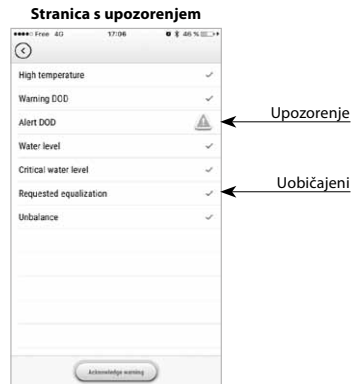 Stranica s upozorenjem
Free 4G 17:06 46 %
High temperature
Warning DOD
Alert DOD
Upozorenje
Water level
Critical water level
Requested equalization
Uobičajeni
Unbalance
Acknowledge warning